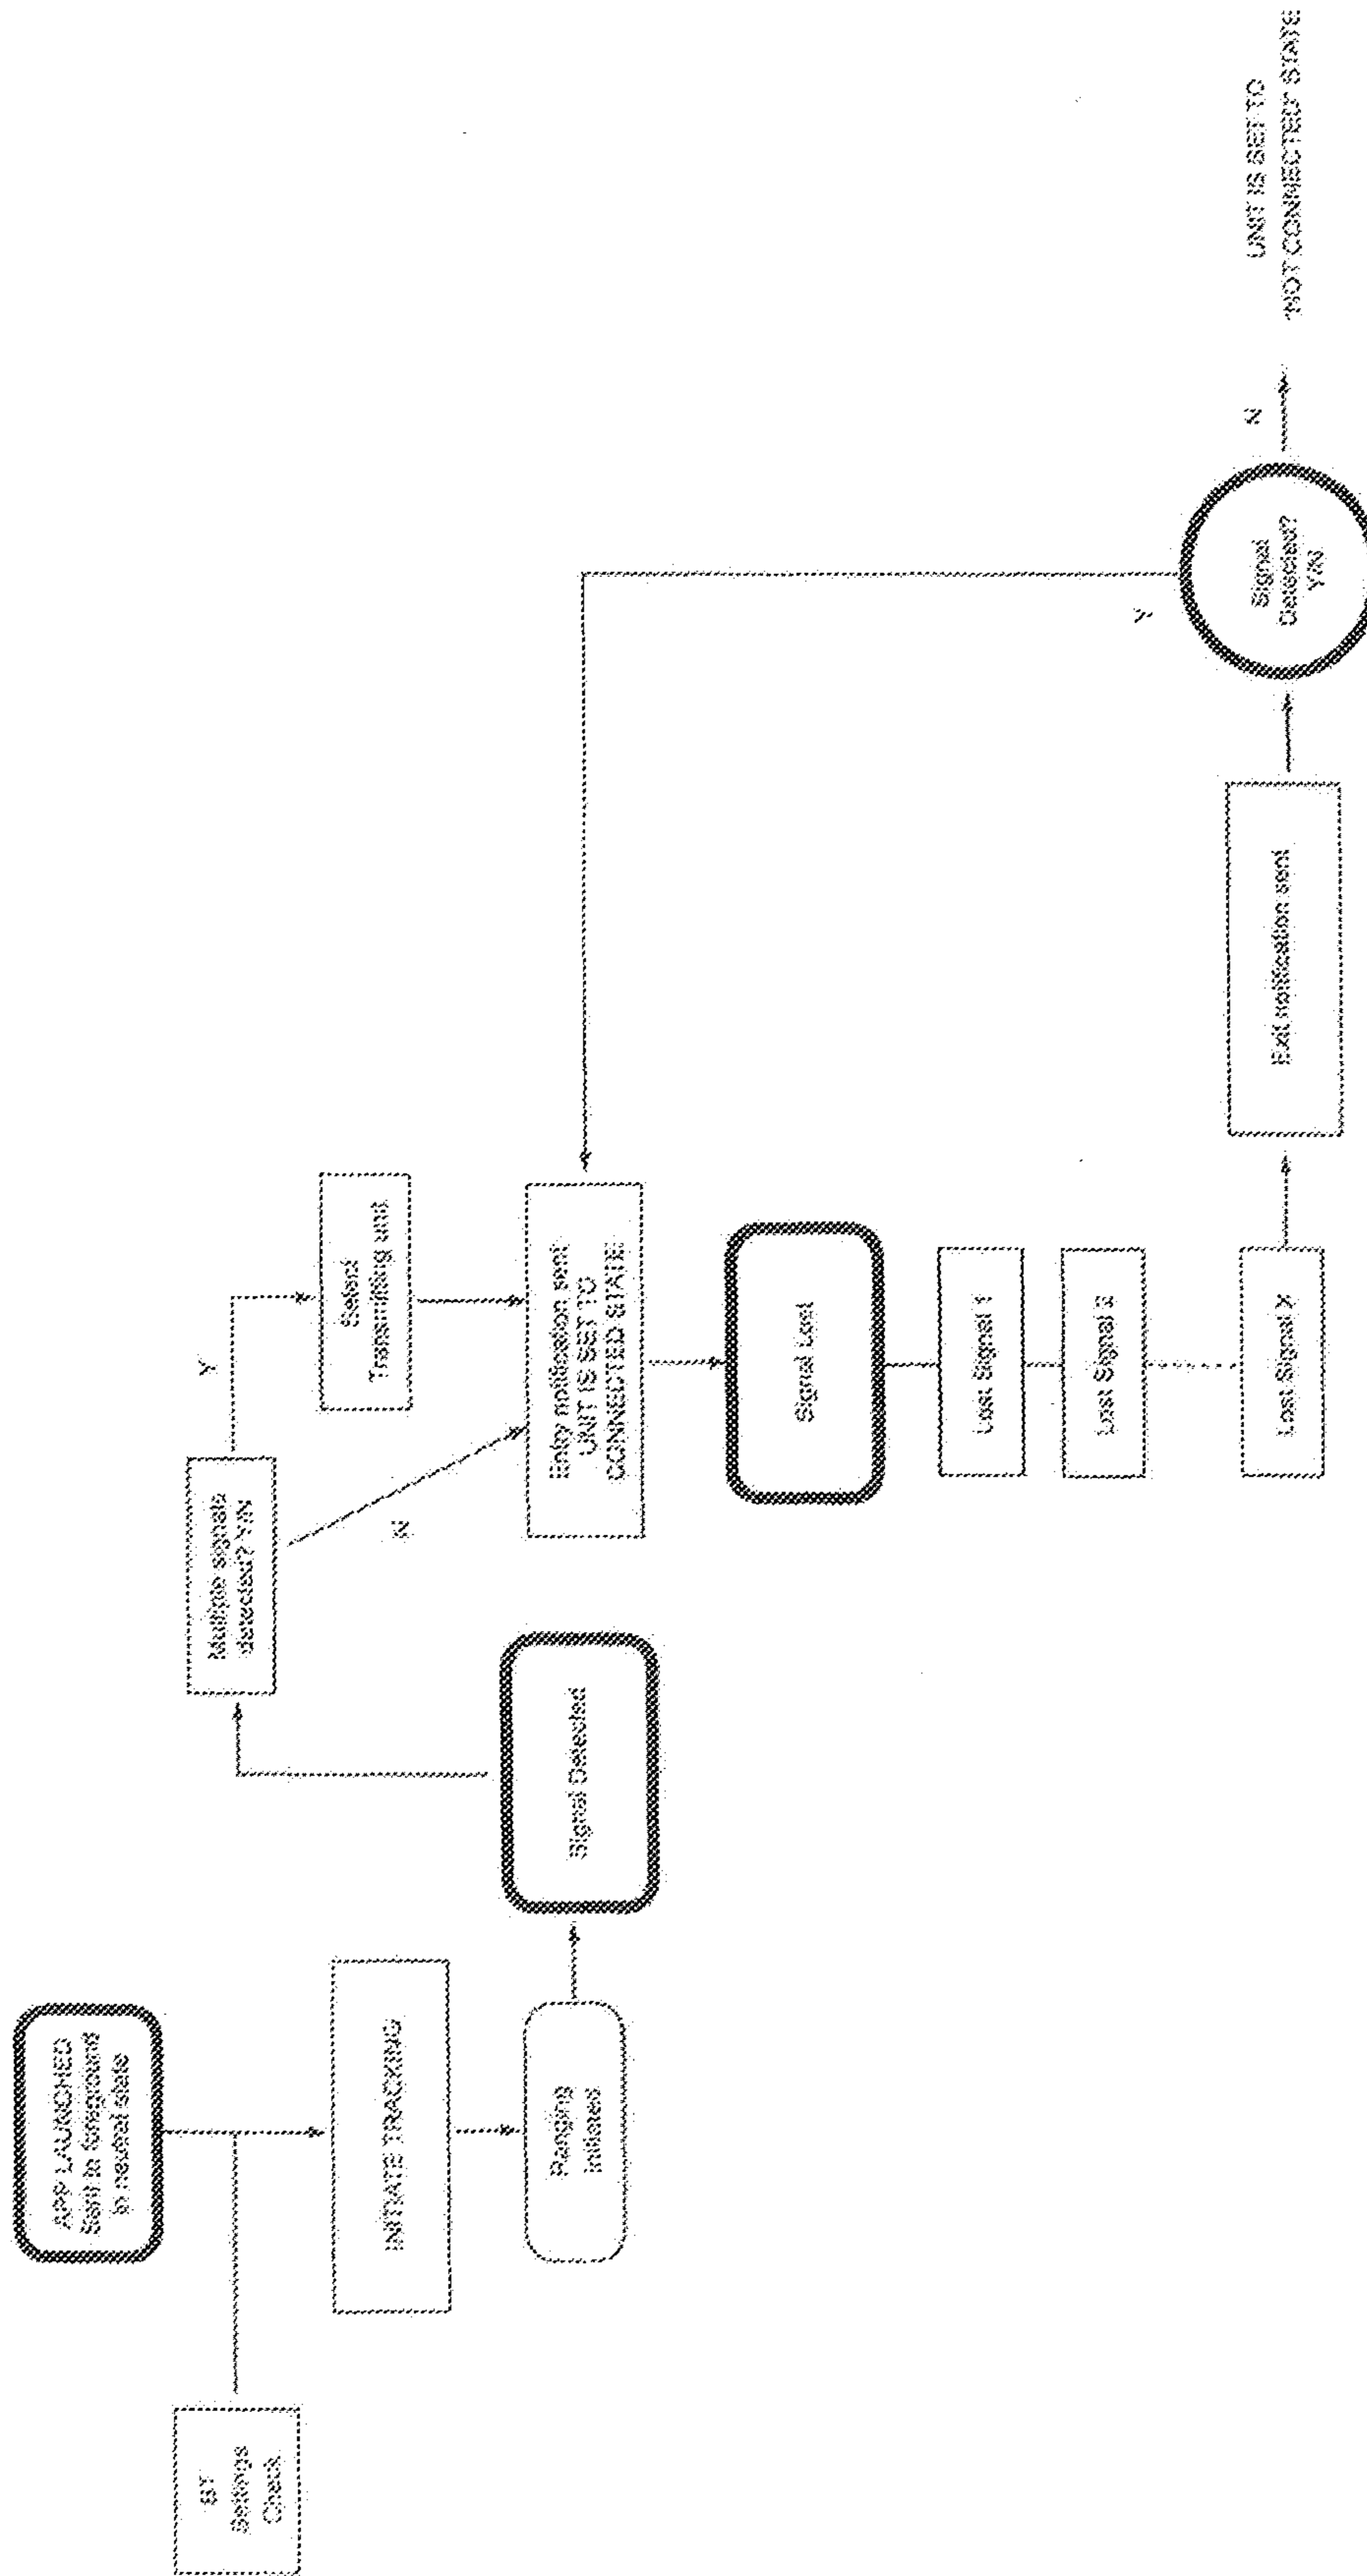 APP LAUNCHED
Sent to foreground
in neutral state
BT
Settings
Check
INITIATE TRACKING
Ranging
Initiated
Signal Detected
Multiple signals
detected? Y/N
Y
N
Select
Transmitting unit
Entry notification sent
UNIT IS SET TO
CONNECTED STATE
Signal Lost
Lost Signal 1
Lost Signal 2
Lost Signal X
Exit notification sent
Signal
Detected?
Y/N
Y
N
UNIT IS SET TO
"NOT CONNECTED" STATE